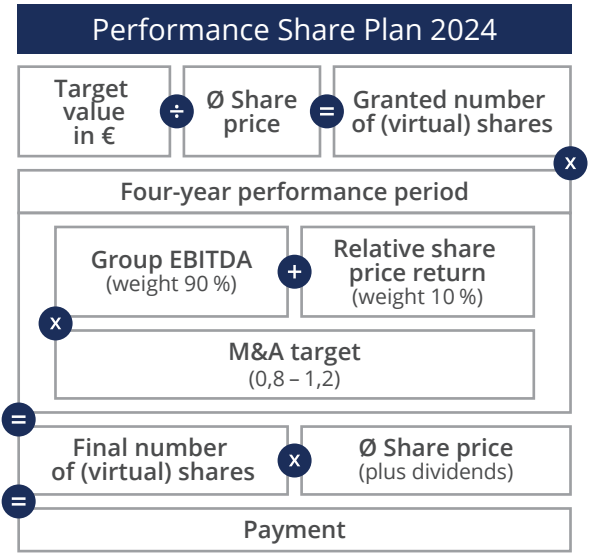 Performance Share Plan 2024
Target
value
in €
÷
Ø Share
price
=
Granted number
of (virtual) shares
x
Four-year performance period
Group EBITDA
(weight 90 %)
+
Relative share
price return
(weight 10 %)
x
M&A target
(0,8 – 1,2)
=
Final number
of (virtual) shares
x
Ø Share price
(plus dividends)
=
Payment